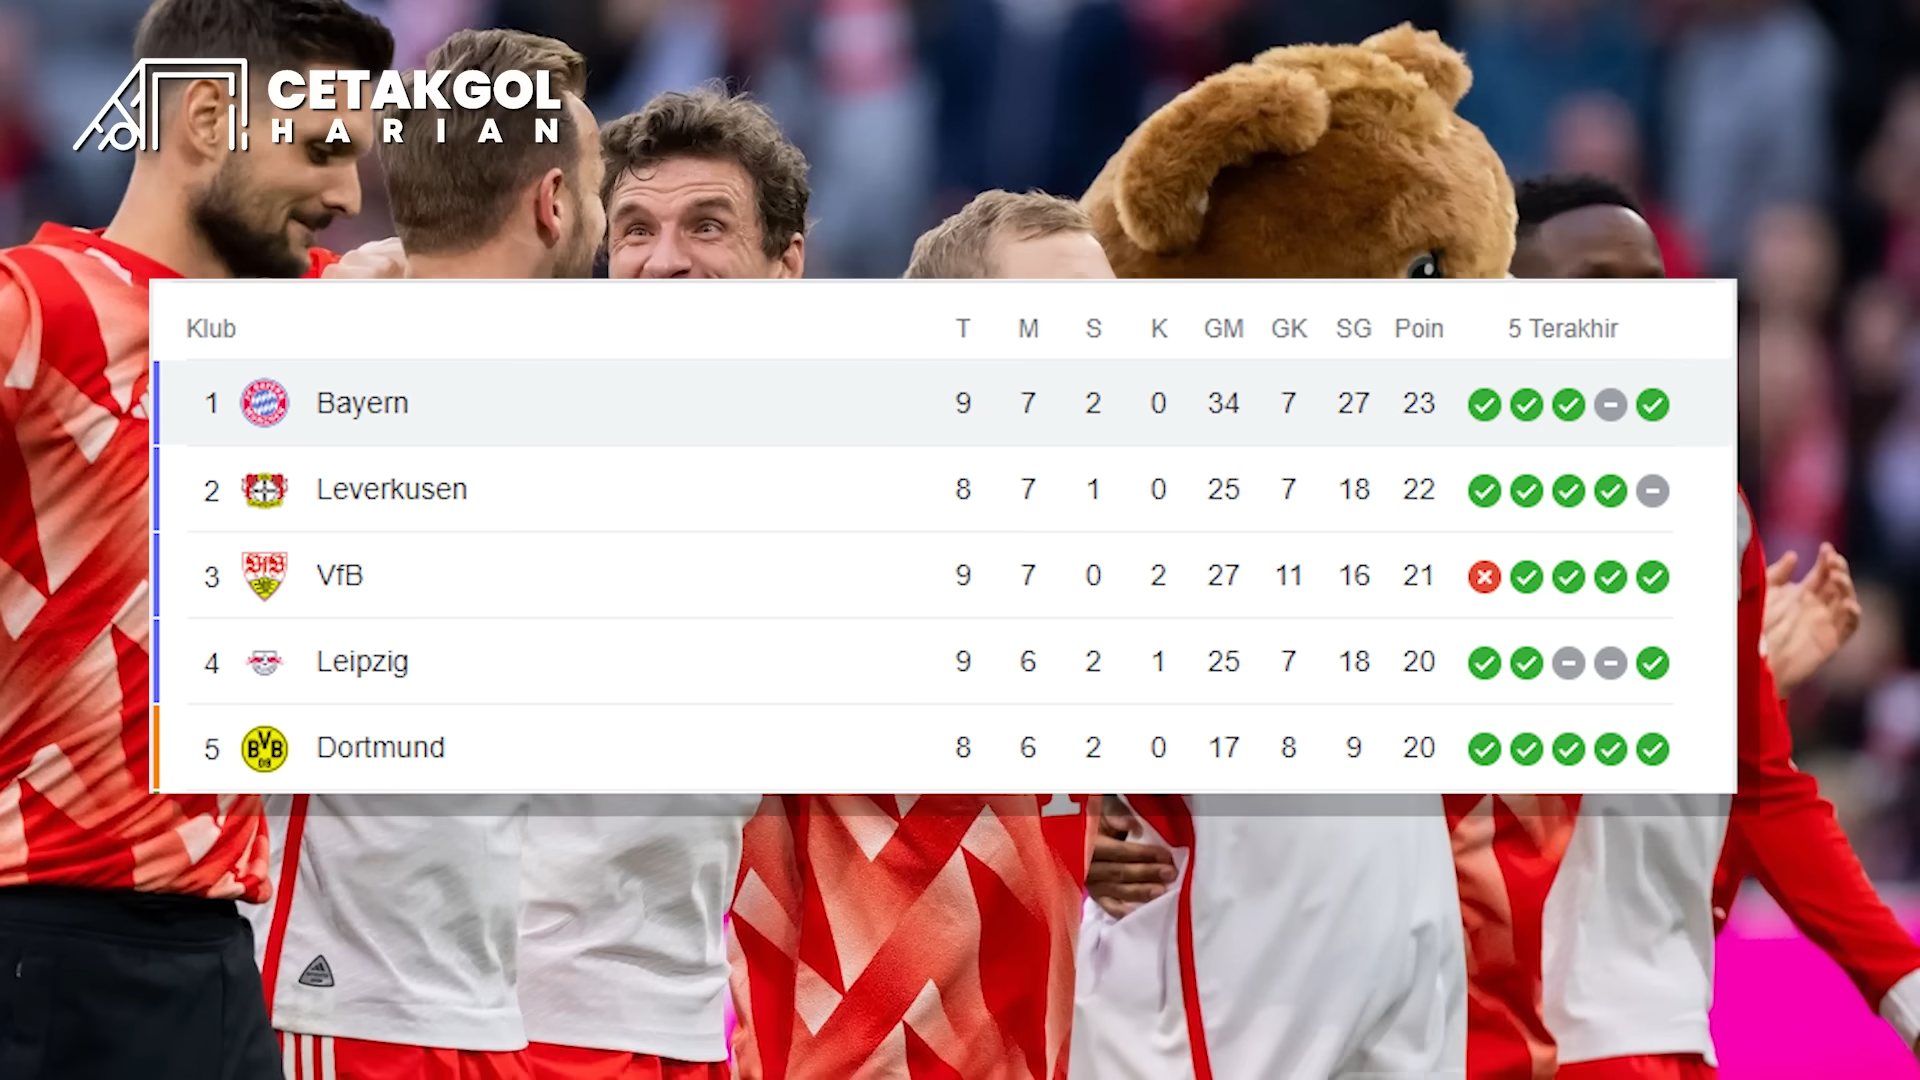 CETAKGOL
HARIAN
Klub T M S K GM GK SG Poin 5 Terakhir
1 Bayern 9 7 2 0 34 7 27 23
2 Leverkusen 8 7 1 0 25 7 18 22
3 VfB 9 7 0 2 27 11 16 21
4 Leipzig 9 6 2 1 25 7 18 20
5 BVB 09 Dortmund 8 6 2 0 17 8 9 20